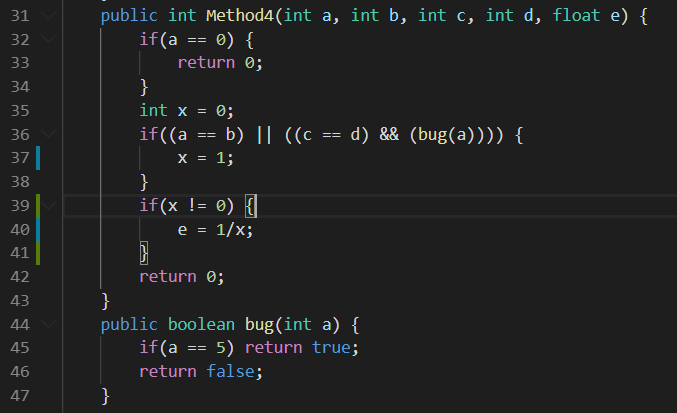 31 public int Method4(int a, int b, int c, int d, float e) {
32 if(a == 0) {
33 return 0;
34 }
35 int x = 0;
36 if((a == b) || ((c == d) && (bug(a)))) {
37 x = 1;
38 }
39 if(x != 0) {
40 e = 1/x;
41 }
42 return 0;
43 }
44 public boolean bug(int a) {
45 if(a == 5) return true;
46 return false;
47 }